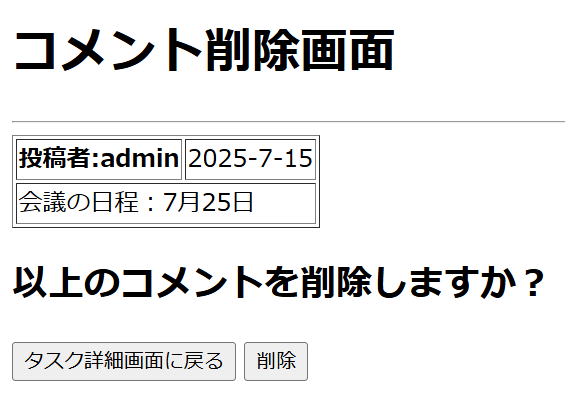 コメント削除画面
投稿者:admin 2025-7-15
会議の日程：7月25日
以上のコメントを削除しますか？
タスク詳細画面に戻る 削除